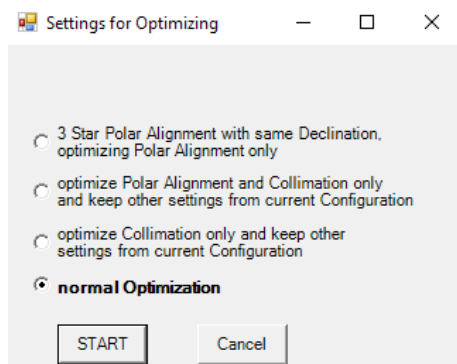 Settings for Optimizing
3 Star Polar Alignment with same Declination,
optimizing Polar Alignment only
optimize Polar Alignment and Collimation only
and keep other settings from current Configuration
optimize Collimation only and keep other
settings from current Configuration
normal Optimization
START Cancel